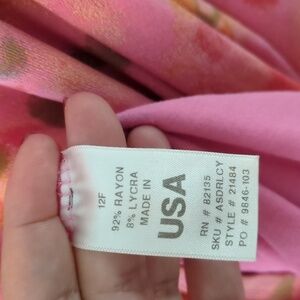 12F
92% RAYON
8% LYCRA
MADE IN
USA
RN # 82135
SKU # ASDRLCY
STYLE # 21484
PO # 9846-103